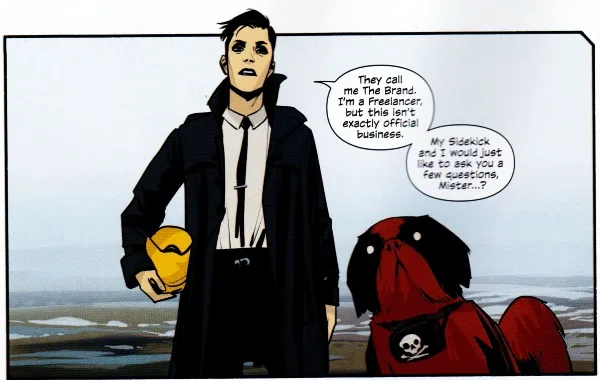 They call
me The Brand.
I'm a Freelancer,
but this isn't
exactly official
business.
My Sidekick
and I would just
like to ask you a
few questions,
Mister...?